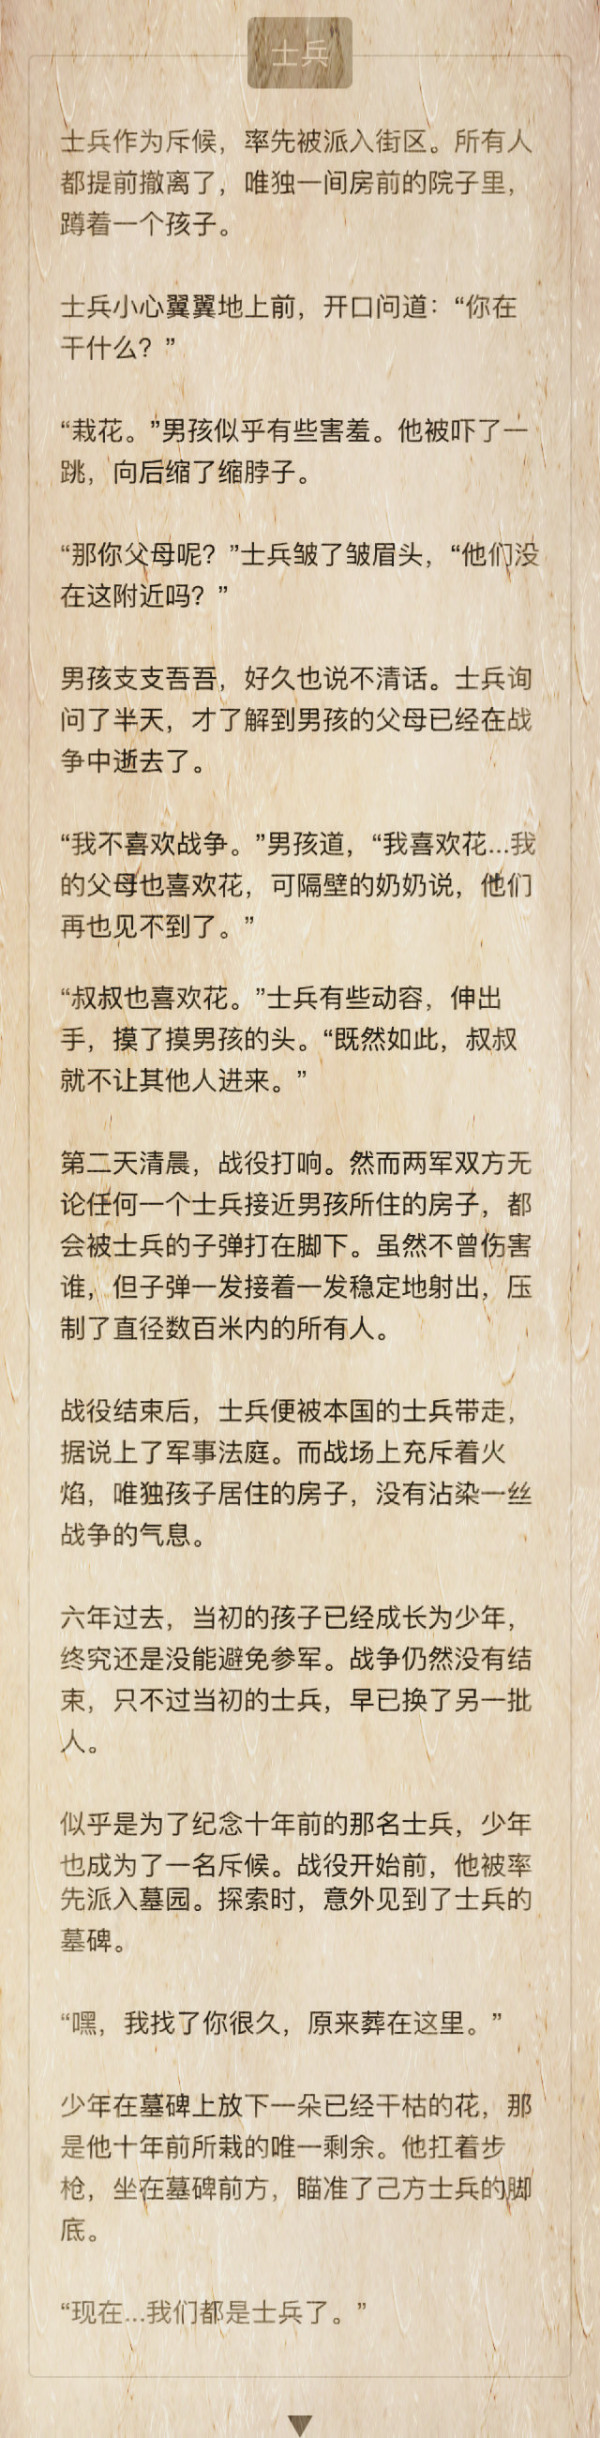 士兵
士兵作为斥候，率先被派入街区。所有人
都提前撤离了，唯独一间房前的院子里，
蹲着一个孩子。
士兵小心翼翼地上前，开口问道：“你在
干什么？”
“栽花。”男孩似乎有些害羞。他被吓了一
跳，向后缩了缩脖子。
“那你父母呢？”士兵皱了皱眉头，“他们没
在这附近吗？”
男孩支支吾吾，好久也说不清话。士兵询
问了半天，才了解到男孩的父母已经在战
争中逝去了。
“我不喜欢战争。”男孩道，“我喜欢花...我
的父母也喜欢花，可隔壁的奶奶说，他们
再也见不到了。”
“叔叔也喜欢花。”士兵有些动容，伸出
手，摸了摸男孩的头。“既然如此，叔叔
就不让其他人进来。”
第二天清晨，战役打响。然而两军双方无
论任何一个士兵接近男孩所住的房子，都
会被士兵的子弹打在脚下。虽然不曾伤害
谁，但子弹一发接着一发稳定地射出，压
制了直径数百米内的所有人。
战役结束后，士兵便被本国的士兵带走，
据说上了军事法庭。而战场上充斥着火
焰，唯独孩子居住的房子，没有沾染一丝
战争的气息。
六年过去，当初的孩子已经成长为少年，
终究还是没能避免参军。战争仍然没有结
束，只不过当初的士兵，早已换了另一批
人。
似乎是为了纪念十年前的那名士兵，少年
也成为了一名斥候。战役开始前，他被率
先派入墓园。探索时，意外见到了士兵的
墓碑。
“嘿，我找了你很久，原来葬在这里。”
少年在墓碑上放下一朵已经干枯的花，那
是他十年前所栽的唯一剩余。他扛着步
枪，坐在墓碑前方，瞄准了己方士兵的脚
底。
“现在...我们都是士兵了。”